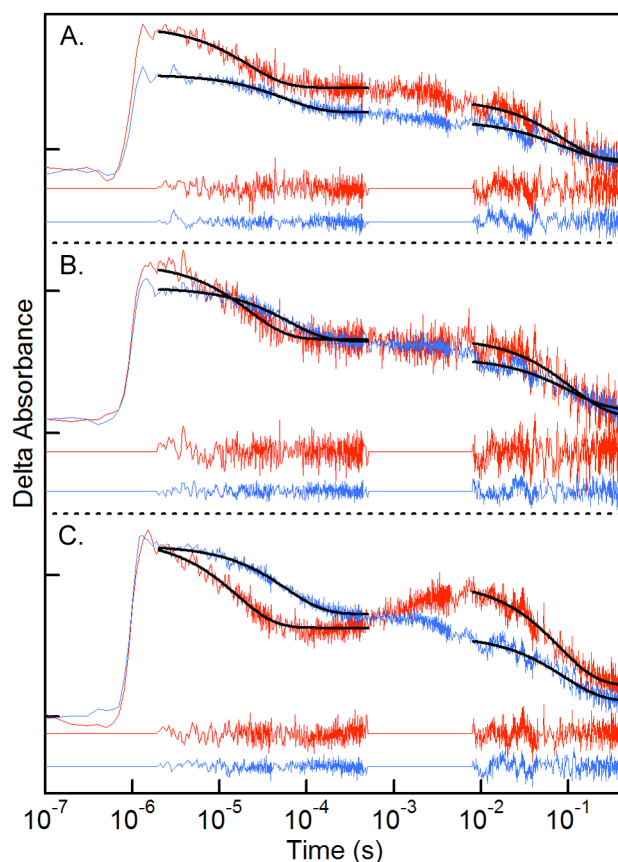 A.
B.
C.
Delta Absorbance
10⁻⁷ 10⁻⁶ 10⁻⁵ 10⁻⁴ 10⁻³ 10⁻² 10⁻¹
Time (s)